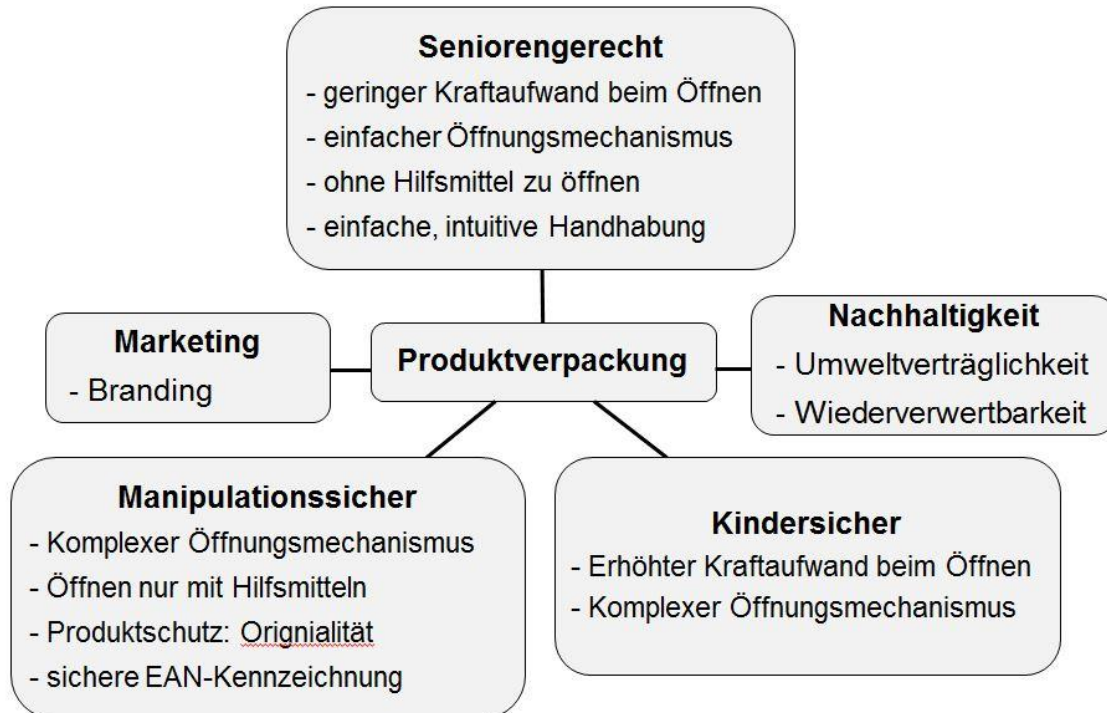 Seniorengerecht
- geringer Kraftaufwand beim Öffnen
- einfacher Öffnungsmechanismus
- ohne Hilfsmittel zu öffnen
- einfache, intuitive Handhabung
Marketing
- Branding
Produktverpackung
Nachhaltigkeit
- Umweltverträglichkeit
- Wiederverwertbarkeit
Manipulationssicher
- Komplexer Öffnungsmechanismus
- Öffnen nur mit Hilfsmitteln
- Produktschutz: Orignialität
- sichere EAN-Kennzeichnung
Kindersicher
- Erhöhter Kraftaufwand beim Öffnen
- Komplexer Öffnungsmechanismus